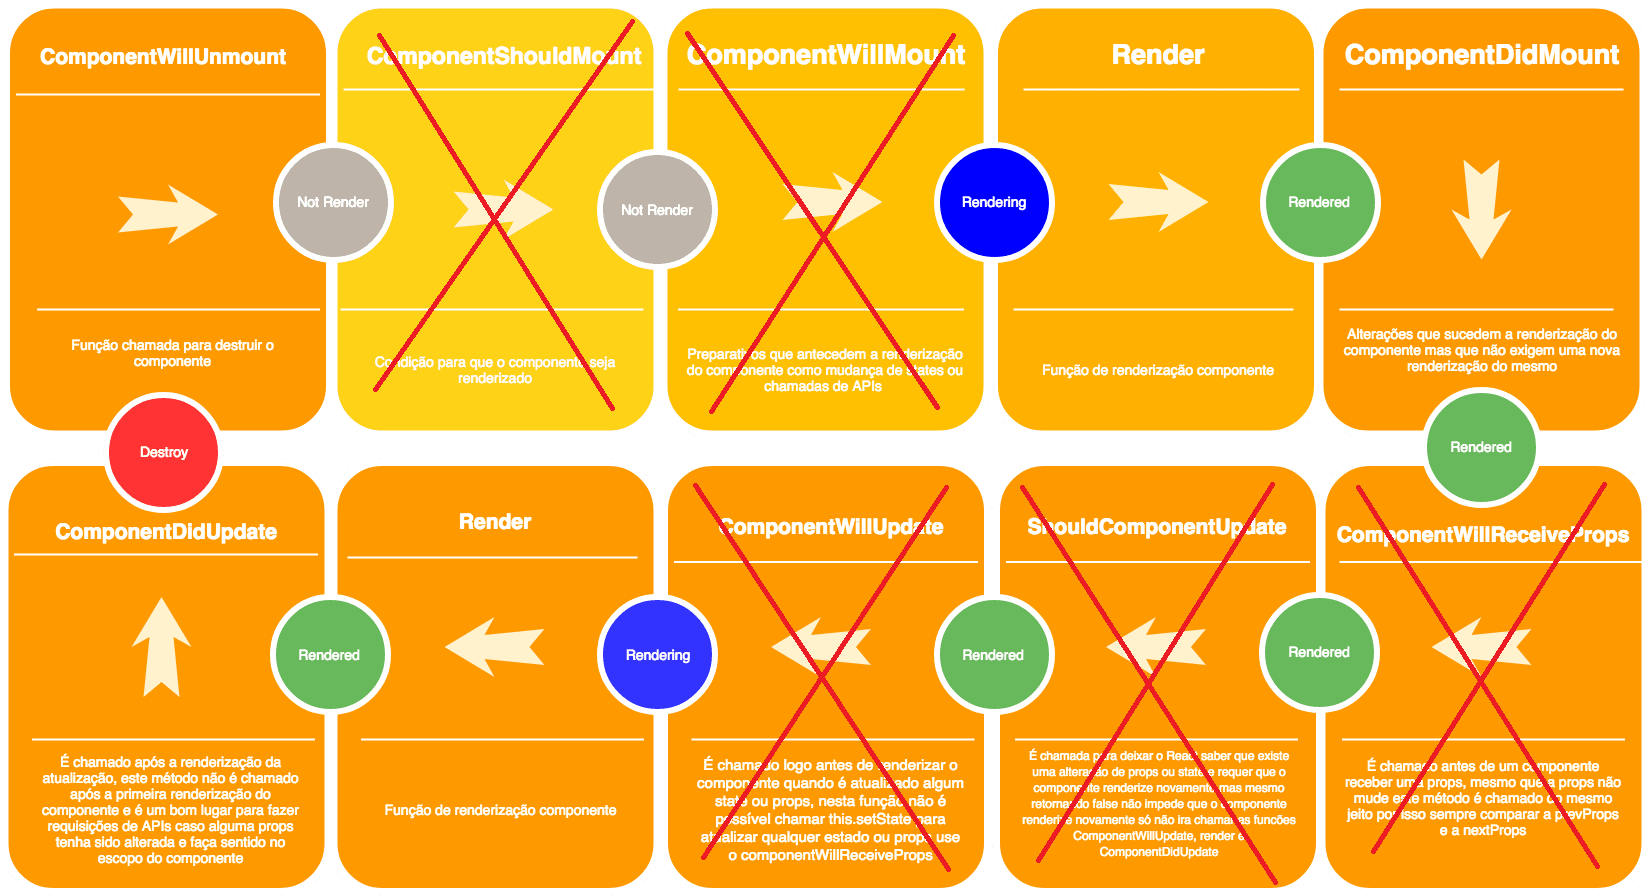 ComponentWillUnmount
Not Render
Função chamada para destruir o
componente
ComponentShouldMount
Not Render
Condição para que o componente seja
renderizado
ComponentWillMount
Rendering
Preparativos que antecedem a renderização
do componente como mudança de states ou
chamadas de APIs
Render
Rendered
Função de renderização componente
ComponentDidMount
Alterações que sucedem a renderização do
componente mas que não exigem uma nova
renderização do mesmo
Destroy
Rendered
ComponentDidUpdate
Rendered
É chamado após a renderização da
atualização, este método não é chamado
após a primeira renderização do
componente e é um bom lugar para fazer
requisições de APIs caso alguma props
tenha sido alterada e faça sentido no
escopo do componente
Render
Rendering
Função de renderização componente
ComponentWillUpdate
Rendered
É chamado logo antes de renderizar o
componente quando é atualizado algum
state ou props, nesta função não é
possível chamar this.setState para
atualizar qualquer estado ou props use
o componentWillReceiveProps
ShouldComponentUpdate
Rendered
É chamada para deixar o React saber que existe
uma alteração de props ou state e requer que o
componente renderize novamente mas mesmo
retornando false não impede que o componente
renderize novamente só não ira chamar as funcões
ComponentWillUpdate, render e
ComponentDidUpdate
ComponentWillReceiveProps
É chamado antes de um componente
receber uma props, mesmo que a props não
mude este método é chamado do mesmo
jeito por isso sempre comparar a prevProps
e a nextProps